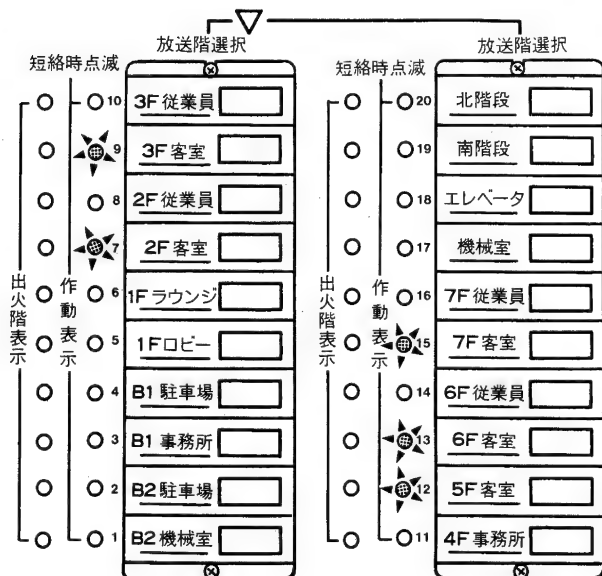 放送階選択
短絡時点滅
10 3F従業員
9 3F客室
8 2F従業員
7 2F客室
6 1Fラウンジ
5 1Fロビー
4 B1駐車場
3 B1事務所
2 B2駐車場
1 B2機械室
出火階表示
作動表示
放送階選択
短絡時点滅
20 北階段
19 南階段
18 エレベータ
17 機械室
16 7F従業員
15 7F客室
14 6F従業員
13 6F客室
12 5F客室
11 4F事務所
出火階表示
作動表示